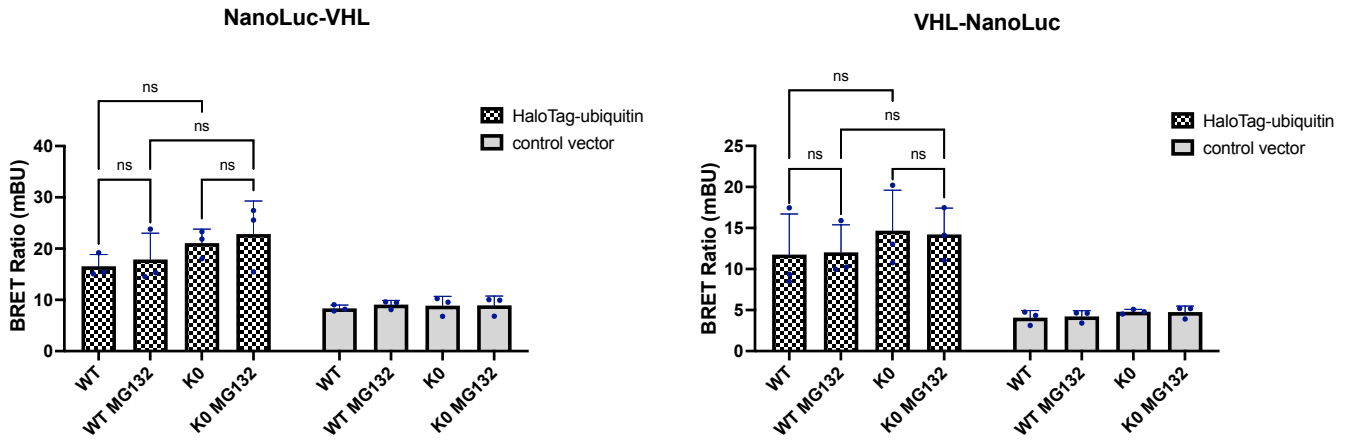 NanoLuc-VHL
ns
ns
ns
ns
HaloTag-ubiquitin
control vector
BRET Ratio (mBU)
40
30
20
10
0
WT
WT MG132
K0
K0 MG132
WT
WT MG132
K0
K0 MG132
VHL-NanoLuc
ns
ns
ns
ns
HaloTag-ubiquitin
control vector
BRET Ratio (mBU)
25
20
15
10
5
0
WT
WT MG132
K0
K0 MG132
WT
WT MG132
K0
K0 MG132